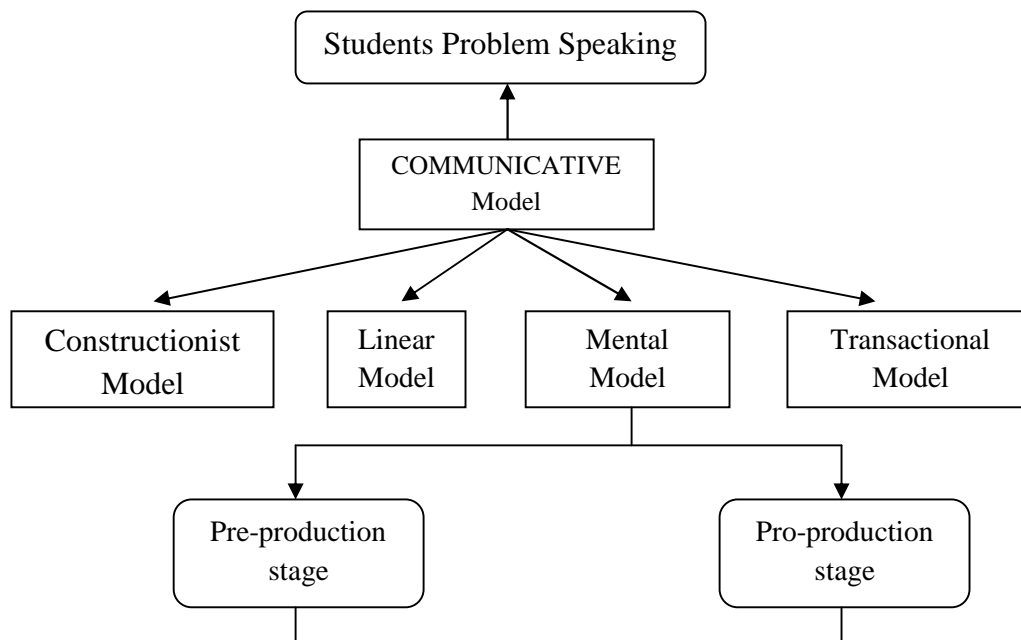 Students Problem Speaking
COMMUNICATIVE
Model
Constructionist
Model
Linear
Model
Mental
Model
Transactional
Model
Pre-production
stage
Pro-production
stage